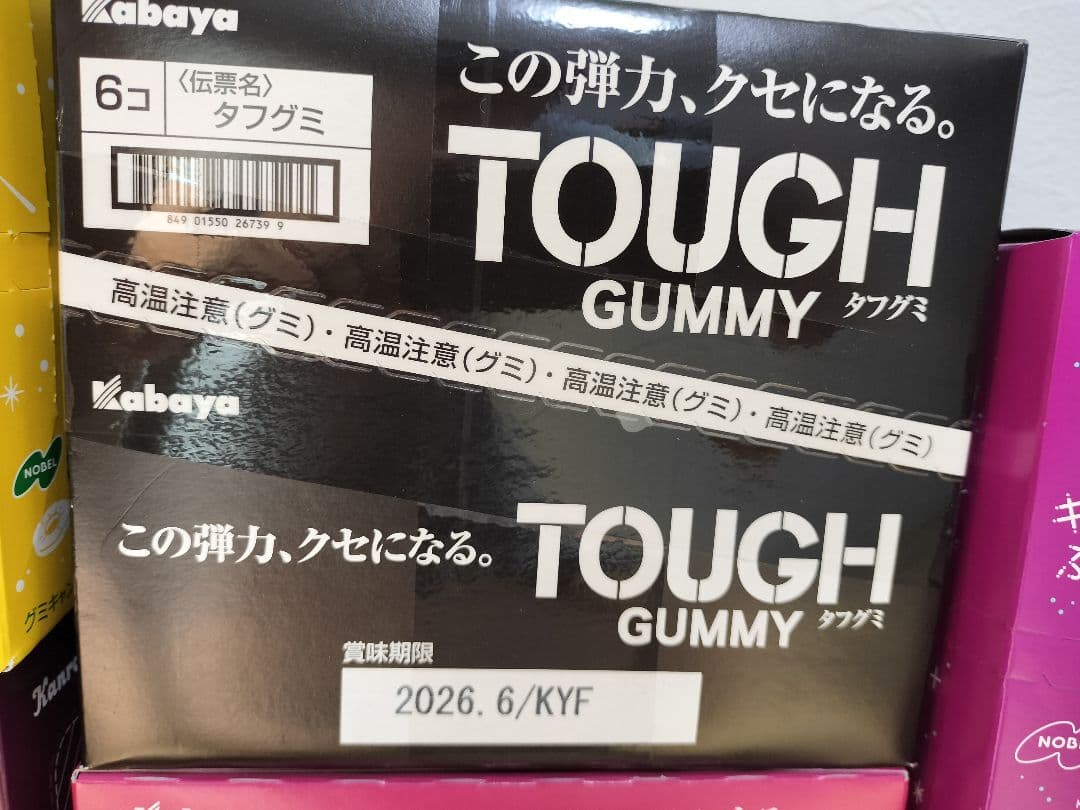 Kabaya
6コ
〈伝票名〉
タフグミ
849 01550 26739 9
この弾力、クセになる。
TOUGH
GUMMY
タフグミ
高温注意(グミ)・高温注意(グミ)・高温注意(グミ)・高温注意(グミ)
Kabaya
この弾力、クセになる。
TOUGH
GUMMY
タフグミ
賞味期限
2026. 6/KYF
NOBEL